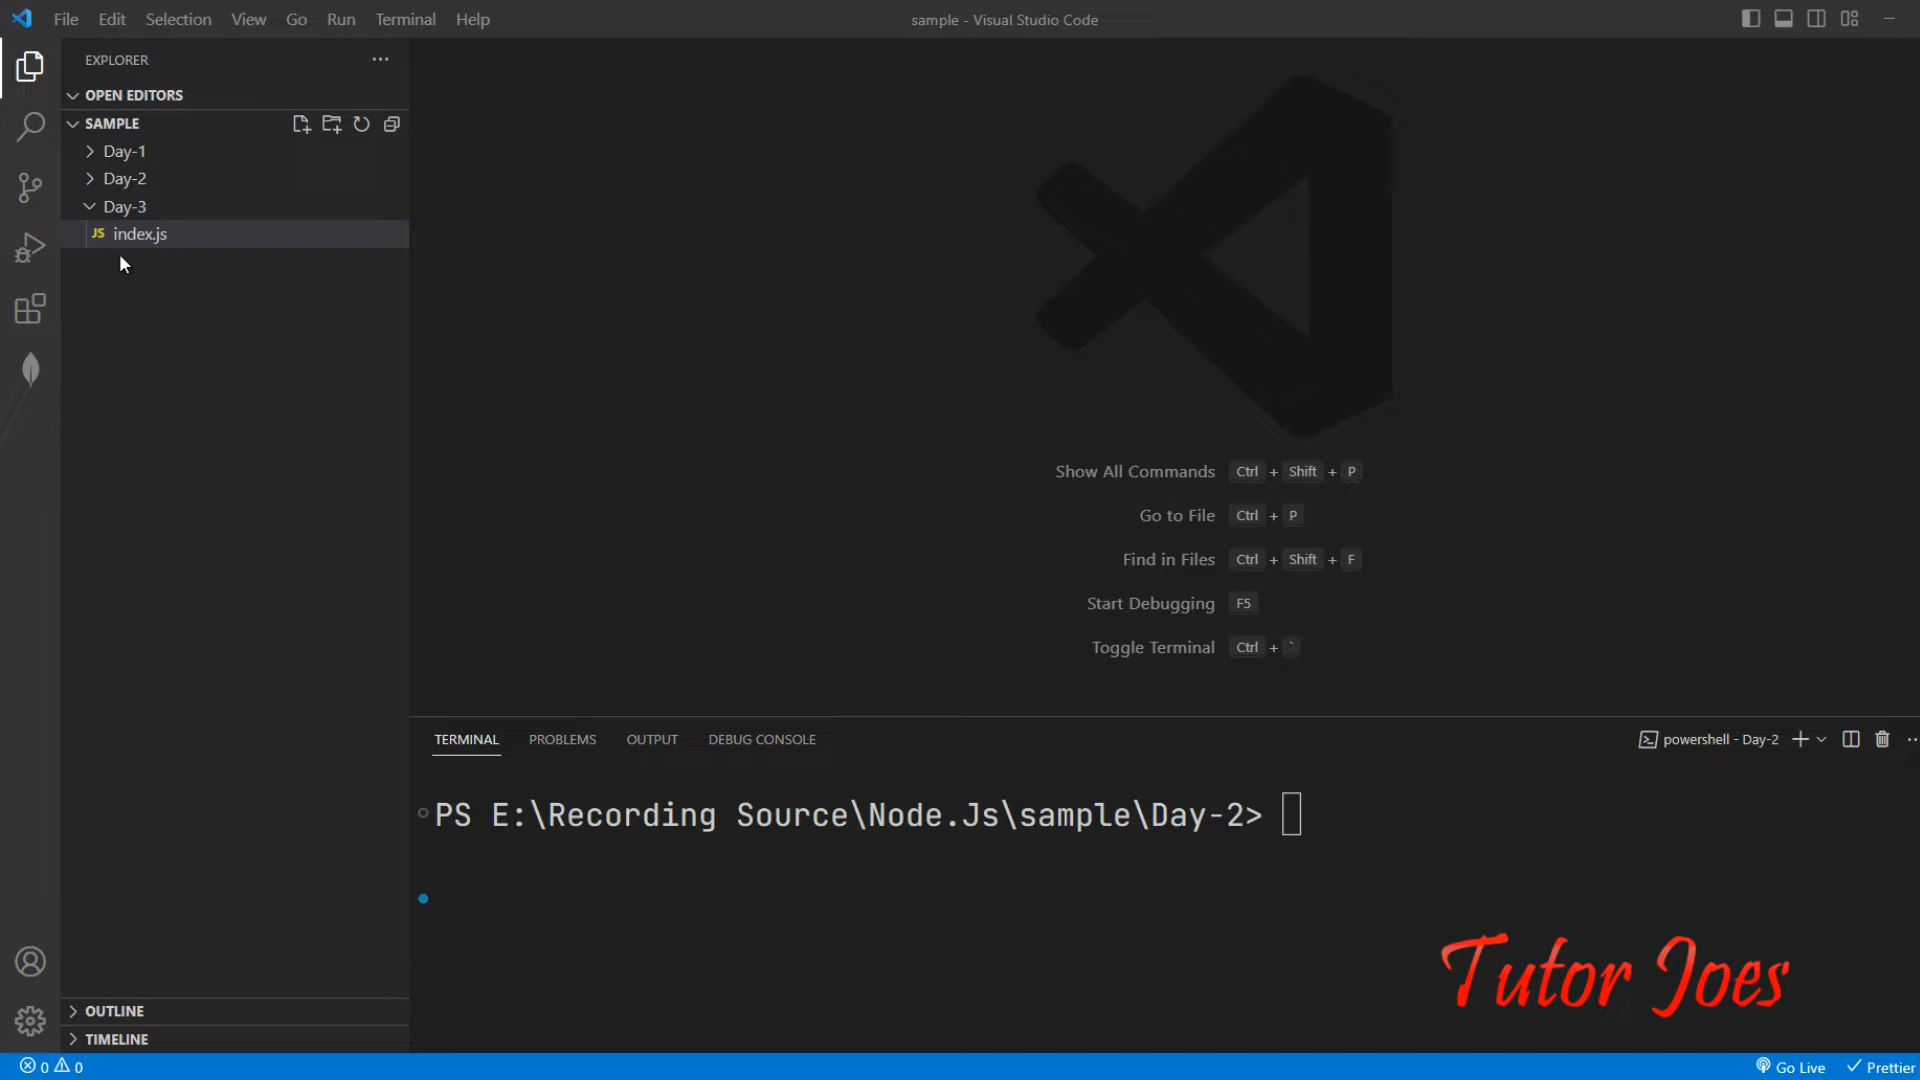 File Edit Selection View Go Run Terminal Help
sample - Visual Studio Code
EXPLORER
OPEN EDITORS
SAMPLE
Day-1
Day-2
Day-3
JS index.js
Show All Commands Ctrl + Shift + P
Go to File Ctrl + P
Find in Files Ctrl + Shift + F
Start Debugging F5
Toggle Terminal Ctrl + `
TERMINAL PROBLEMS OUTPUT DEBUG CONSOLE
powershell - Day-2
PS E:\Recording Source\Node.Js\sample\Day-2>
Tutor Joes
OUTLINE
TIMELINE
0 0
Go Live Prettier